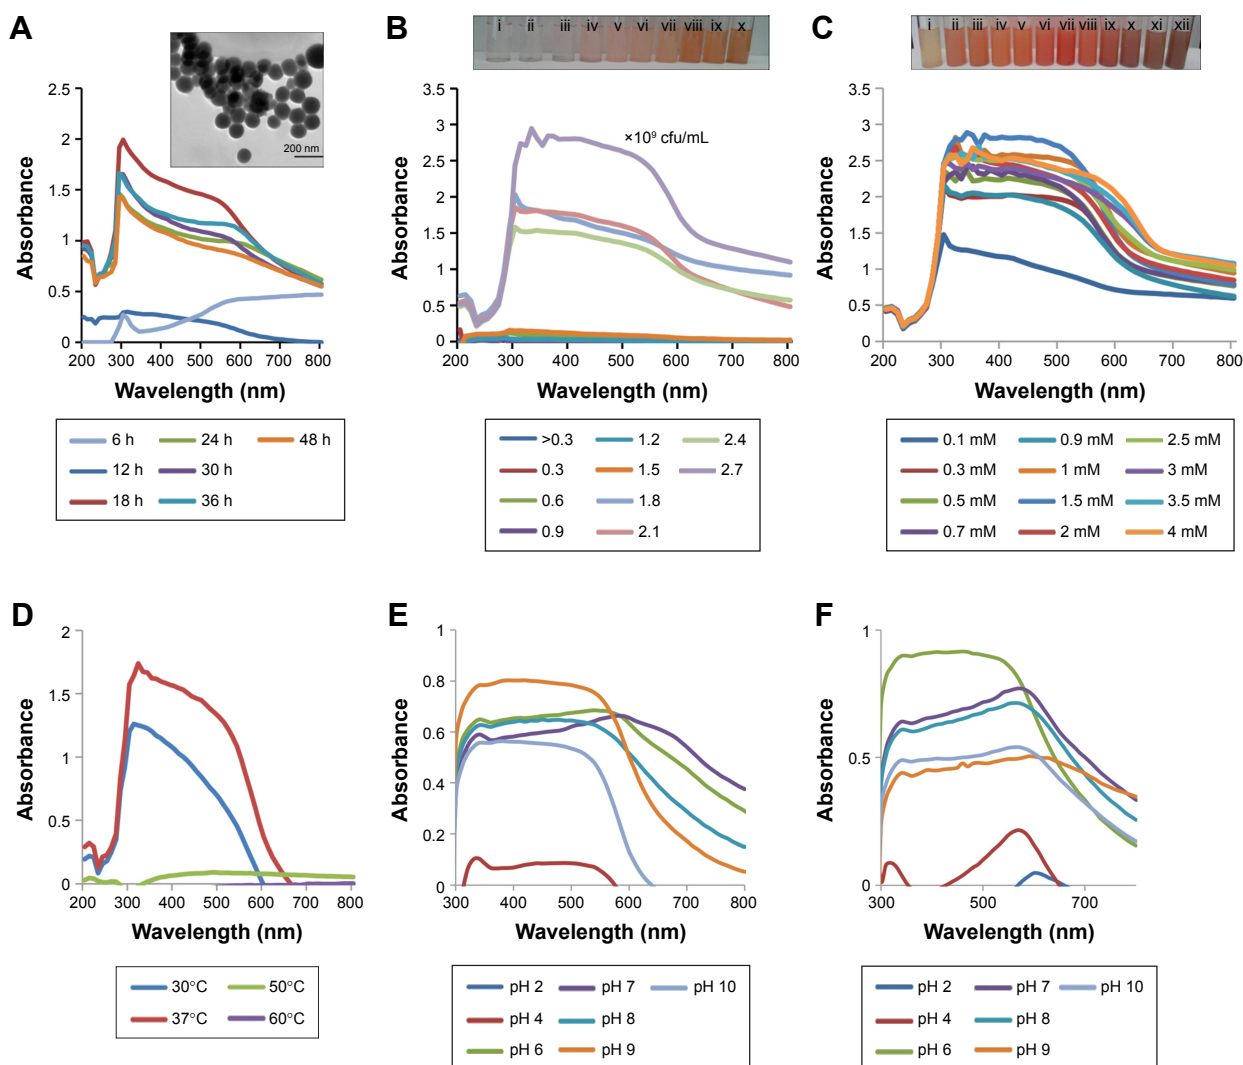 A
200 nm
2.5
2
1.5
1
0.5
0
Absorbance
200 300 400 500 600 700 800
Wavelength (nm)
6 h 24 h 48 h
12 h 30 h
18 h 36 h
B
i ii iii iv v vi vii viii ix x
×10⁹ cfu/mL
3.5
3
2.5
2
1.5
1
0.5
0
Absorbance
200 300 400 500 600 700 800
Wavelength (nm)
>0.3 1.2 2.4
0.3 1.5 2.7
0.6 1.8
0.9 2.1
C
i ii iii iv v vi vii viii ix x xi xii
3.5
3
2.5
2
1.5
1
0.5
0
Absorbance
200 300 400 500 600 700 800
Wavelength (nm)
0.1 mM 0.9 mM 2.5 mM
0.3 mM 1 mM 3 mM
0.5 mM 1.5 mM 3.5 mM
0.7 mM 2 mM 4 mM
D
2
1.5
1
0.5
0
Absorbance
200 300 400 500 600 700 800
Wavelength (nm)
30°C 50°C
37°C 60°C
E
1
0.8
0.6
0.4
0.2
0
Absorbance
300 400 500 600 700 800
Wavelength (nm)
pH 2 pH 7 pH 10
pH 4 pH 8
pH 6 pH 9
F
1
0.5
0
Absorbance
300 500 700
Wavelength (nm)
pH 2 pH 7 pH 10
pH 4 pH 8
pH 6 pH 9